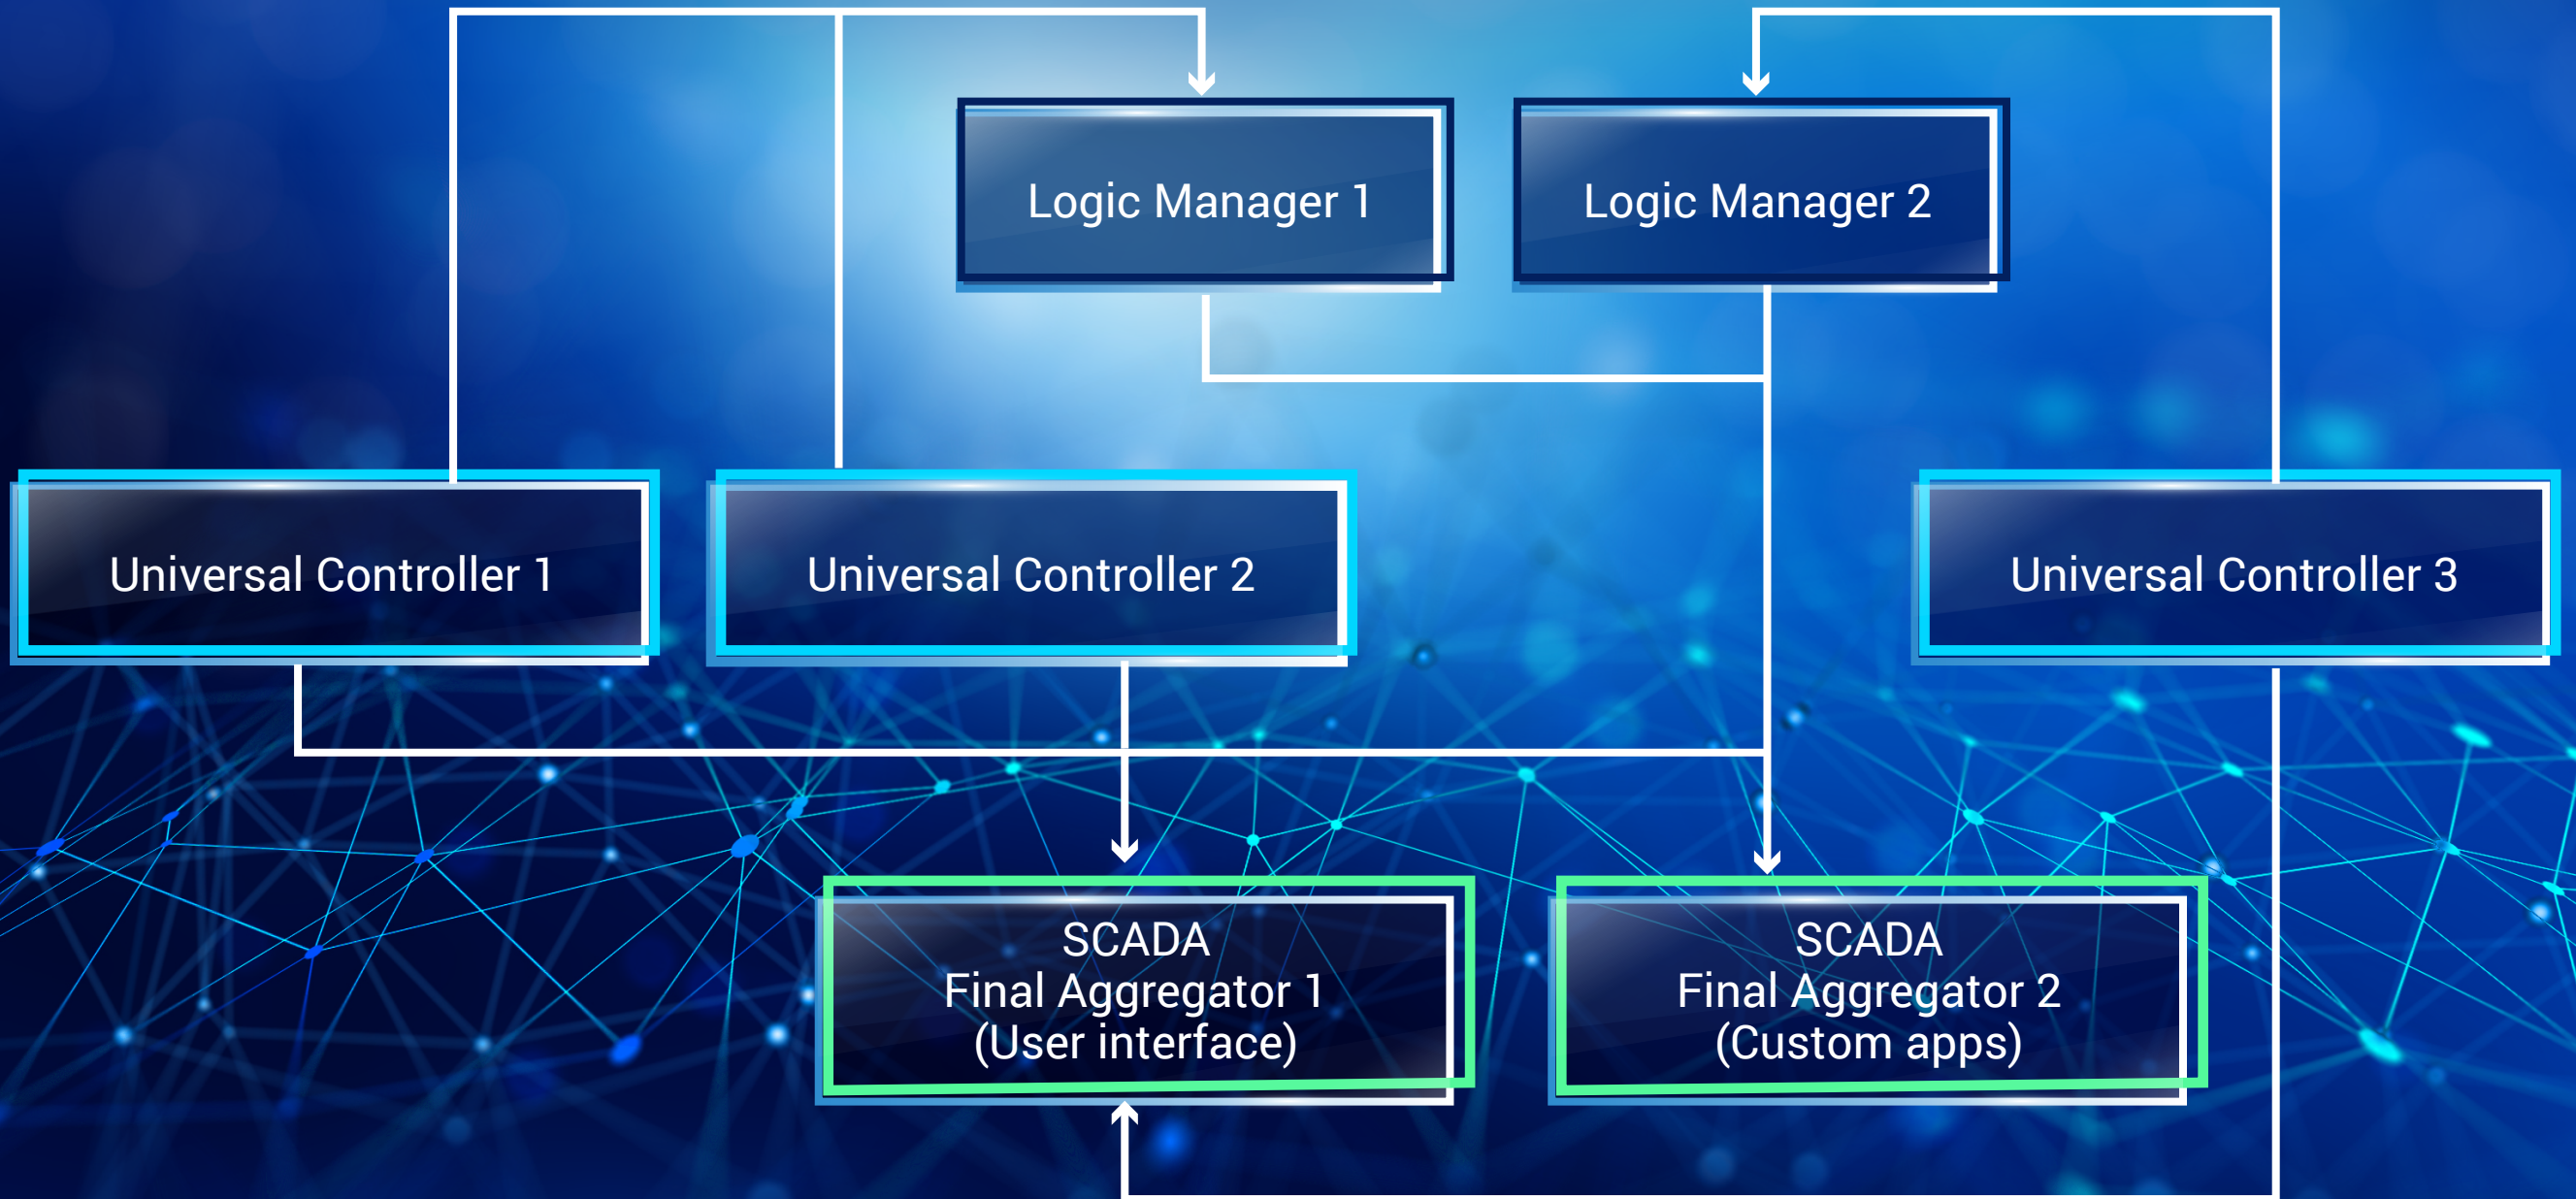 Logic Manager 1
Logic Manager 2
Universal Controller 1
Universal Controller 2
Universal Controller 3
SCADA
Final Aggregator 1
(User interface)
SCADA
Final Aggregator 2
(Custom apps)